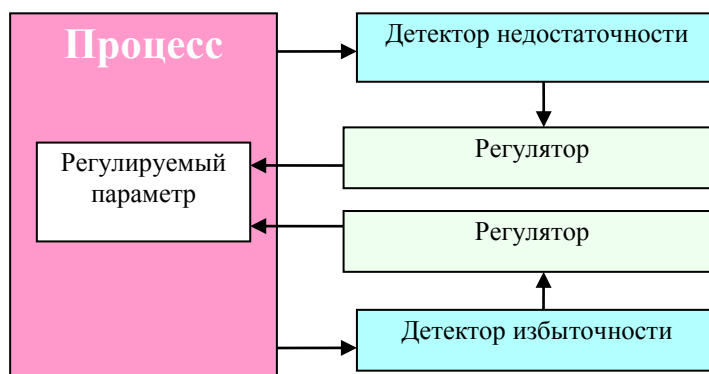 Процесс
Детектор недостаточности
Регулятор
Регулируемый
параметр
Регулятор
Детектор избыточности